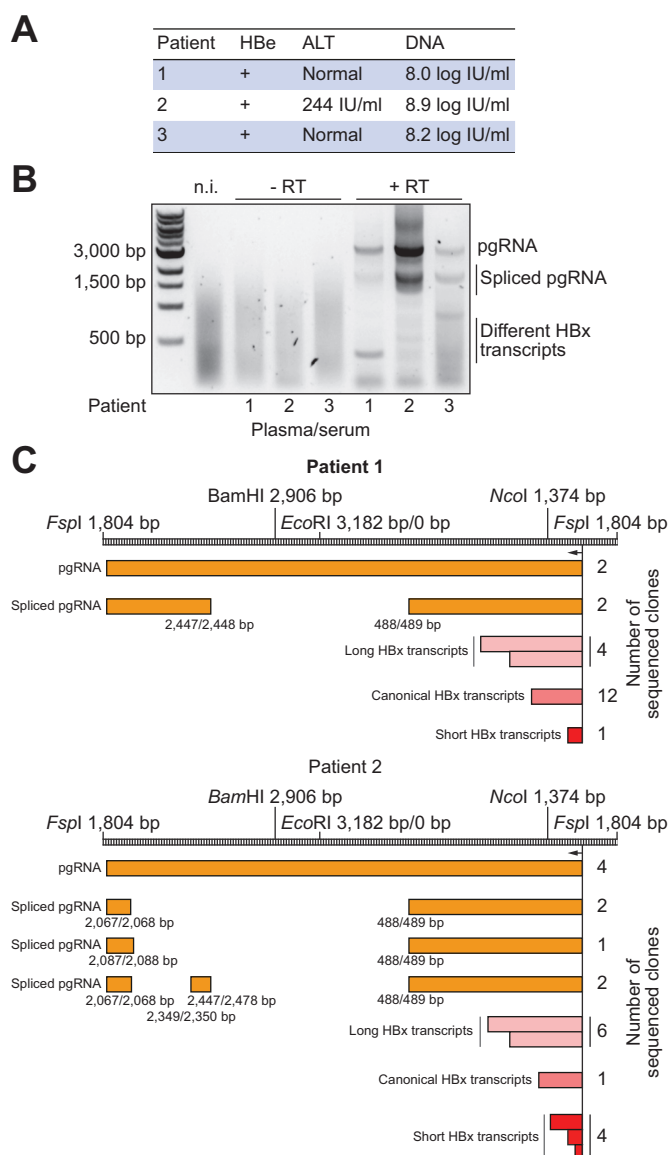 A
Patient HBe ALT DNA
1 + Normal 8.0 log IU/ml
2 + 244 IU/ml 8.9 log IU/ml
3 + Normal 8.2 log IU/ml
B
n.i. - RT + RT
3,000 bp
1,500 bp
500 bp
pgRNA
Spliced pgRNA
Different HBx
transcripts
Patient 1 2 3 1 2 3
Plasma/serum
C
Patient 1
BamHI 2,906 bp NcoI 1,374 bp
FspI 1,804 bp EcoRI 3,182 bp/0 bp FspI 1,804 bp
pgRNA 2
Spliced pgRNA 2
2,447/2,448 bp 488/489 bp
Long HBx transcripts 4
Canonical HBx transcripts 12
Short HBx transcripts 1
Number of
sequenced clones
Patient 2
BamHI 2,906 bp NcoI 1,374 bp
FspI 1,804 bp EcoRI 3,182 bp/0 bp FspI 1,804 bp
pgRNA 4
Spliced pgRNA 2
2,067/2,068 bp 488/489 bp
Spliced pgRNA 1
2,087/2,088 bp 488/489 bp
Spliced pgRNA 2
2,067/2,068 bp 2,447/2,478 bp 488/489 bp
2,349/2,350 bp
Long HBx transcripts 6
Canonical HBx transcripts 1
Short HBx transcripts 4
Number of
sequenced clones